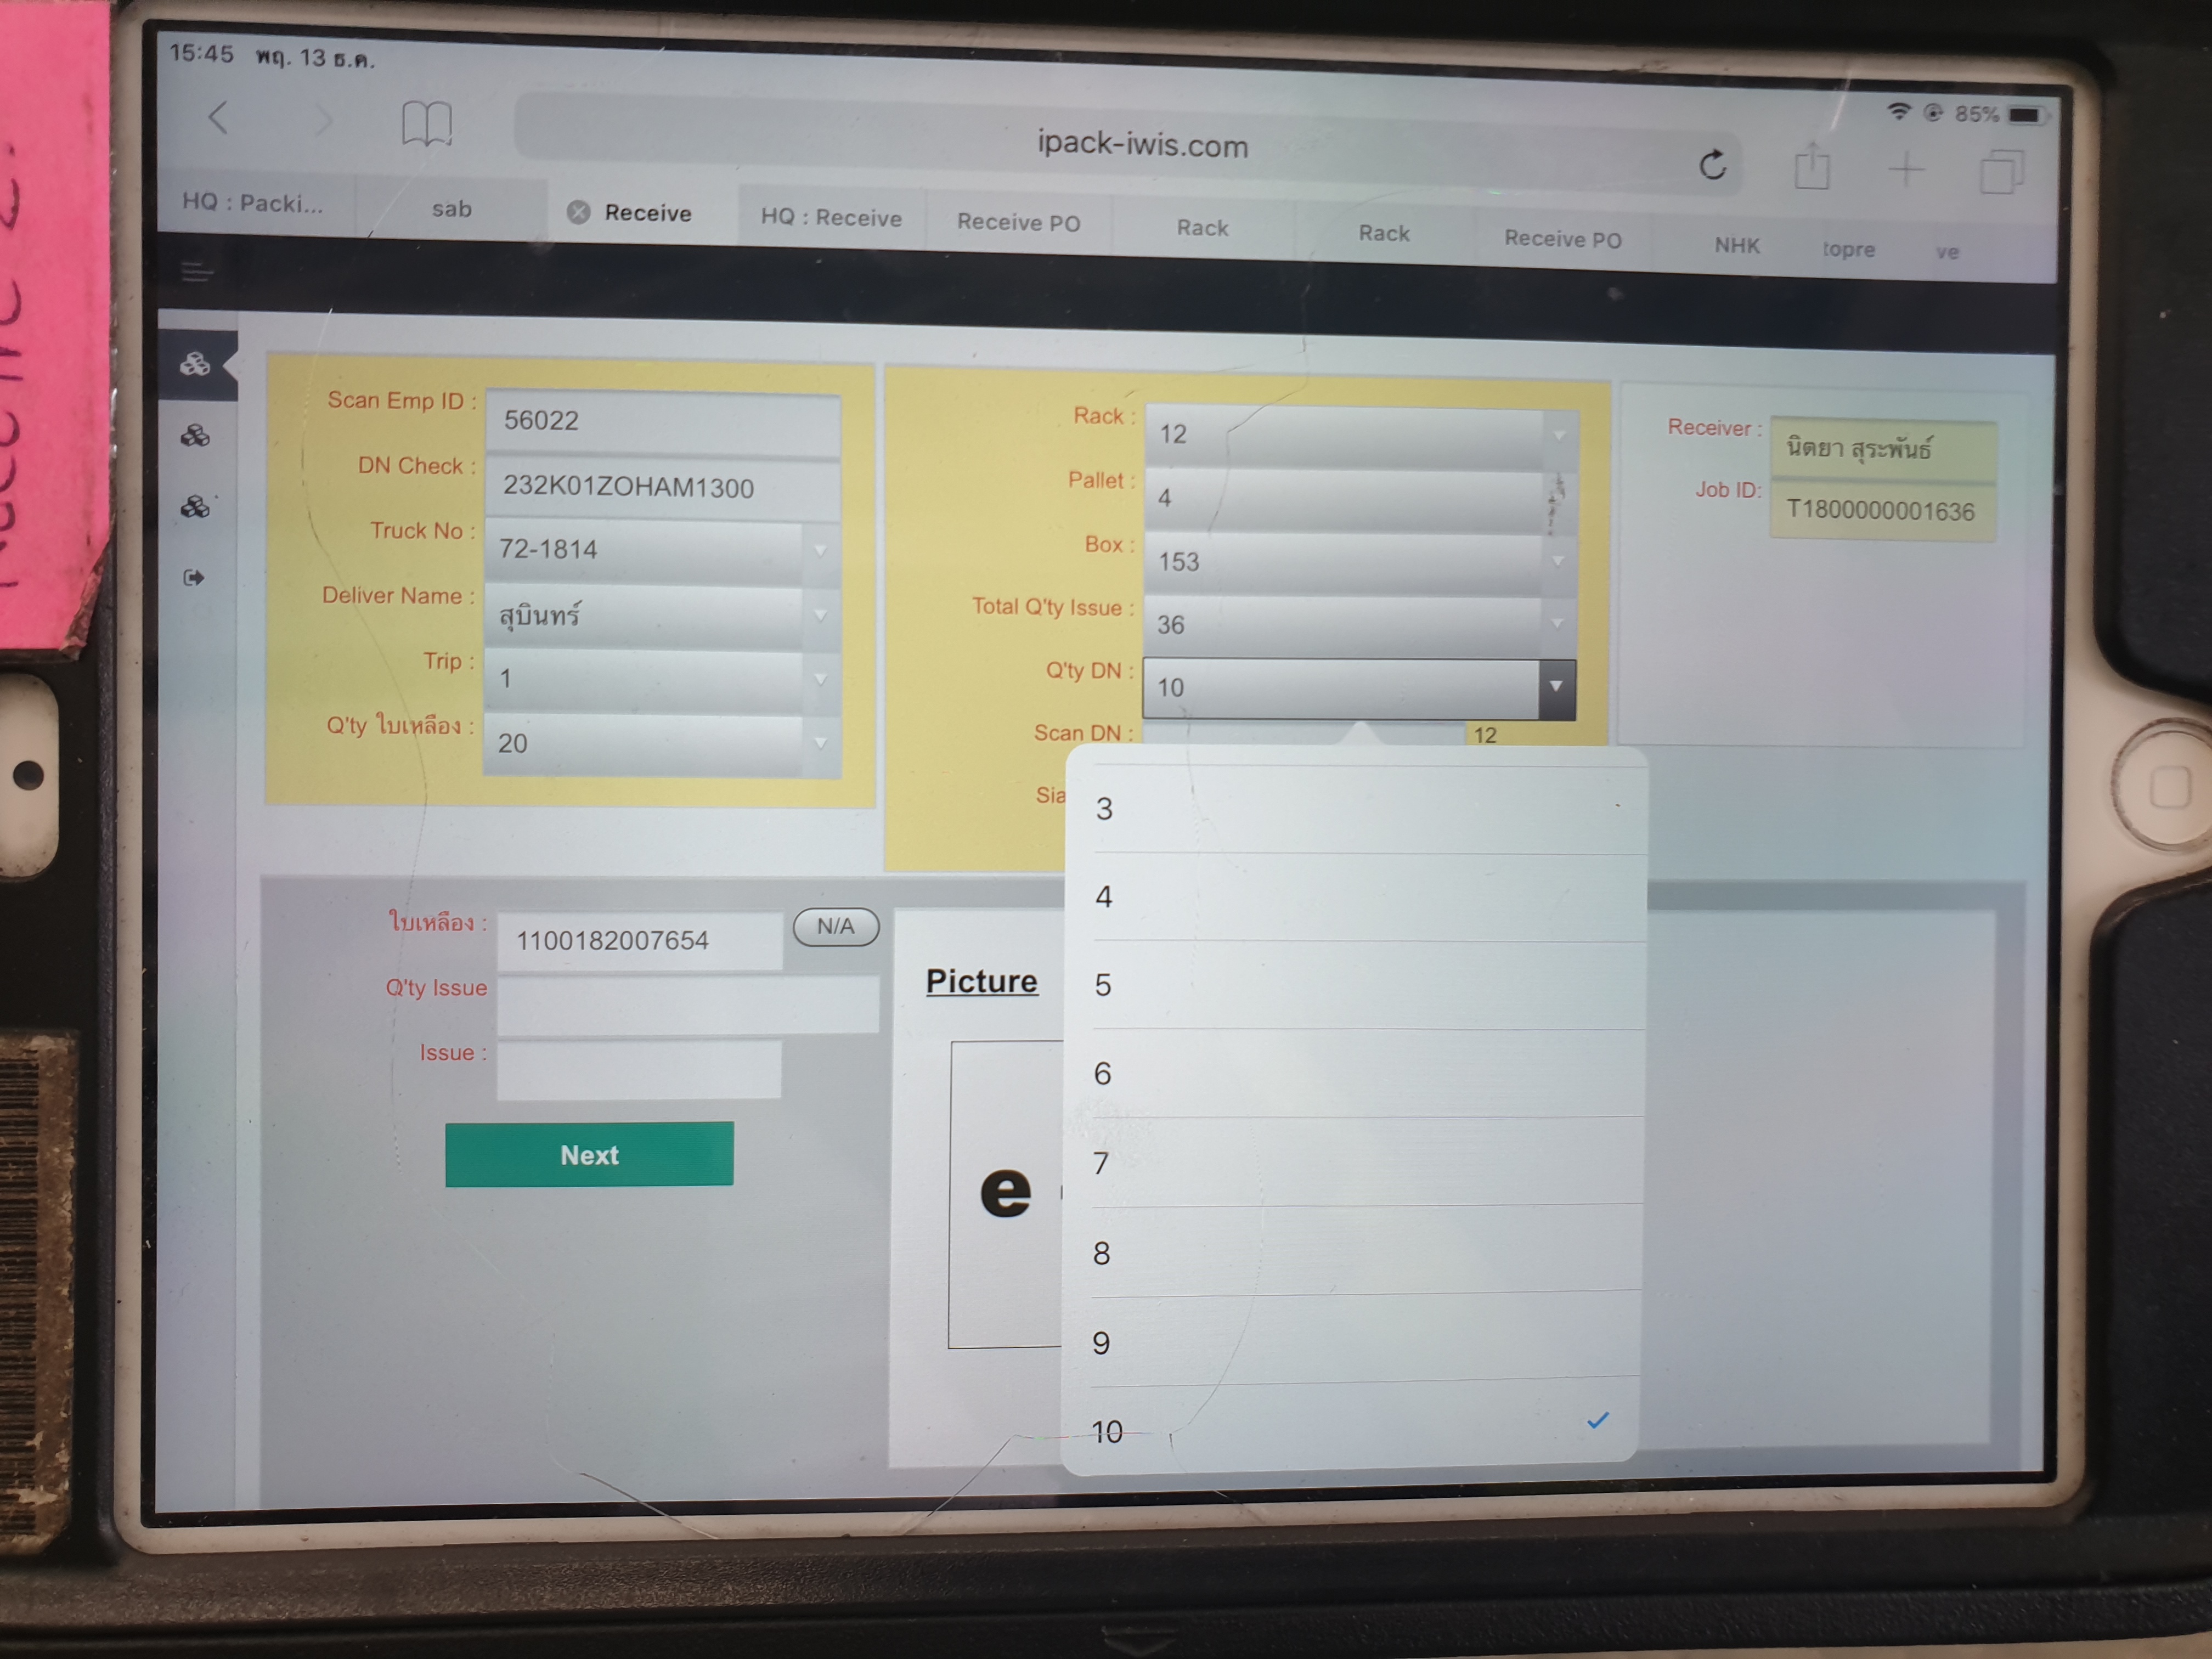 15:45 พฤ. 13 ธ.ค.
85%
ipack-iwis.com
HQ : Packi...
sab
Receive
HQ : Receive
Receive PO
Rack
Rack
Receive PO
NHK
topre
ve
Scan Emp ID : 56022
DN Check : 232K01ZOHAM1300
Truck No : 72-1814
Deliver Name : สุบินทร์
Trip : 1
Q'ty ใบเหลือง : 20
Rack : 12
Pallet : 4
Box : 153
Total Q'ty Issue : 36
Q'ty DN : 10
Scan DN : 12
Sia
Receiver : นิตยา สุระพันธ์
Job ID: T1800000001636
ใบเหลือง : 11001820007654 N/A
Q'ty Issue
Issue :
Next
Picture
e
3
4
5
6
7
8
9
10